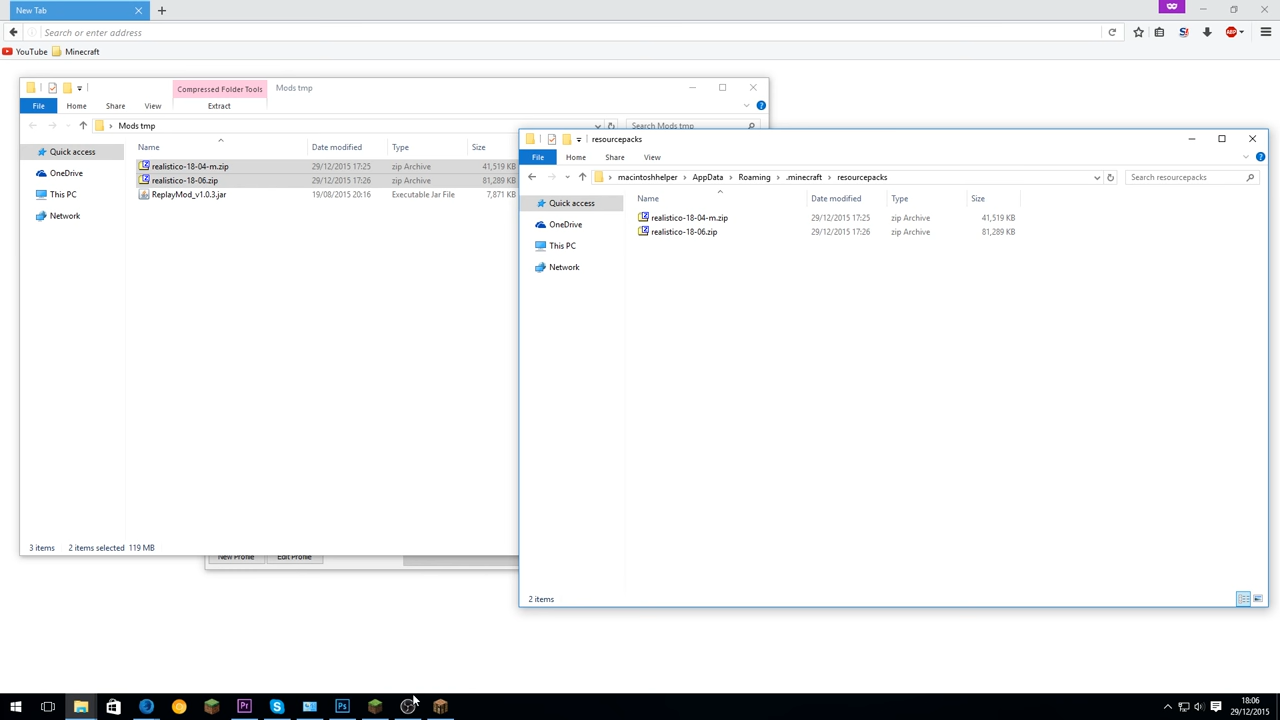 New Tab
Search or enter address
YouTube Minecraft
Compressed Folder Tools Mods tmp
File Home Share View Extract
Mods tmp Search Mods tmp
Name Date modified Type Size
Quick access
OneDrive
This PC
Network
realistico-18-04-m.zip 29/12/2015 17:25 zip Archive 41,519 KB
realistico-18-06.zip 29/12/2015 17:26 zip Archive 81,289 KB
ReplayMod_v1.0.3.jar 19/08/2015 20:16 Executable Jar File 7,871 KB
3 items 2 items selected 119 MB
New Profile Edit Profile
resourcepacks
File Home Share View
macintoshhelper AppData Roaming .minecraft resourcepacks Search resourcepacks
Name Date modified Type Size
Quick access
OneDrive
This PC
Network
realistico-18-04-m.zip 29/12/2015 17:25 zip Archive 41,519 KB
realistico-18-06.zip 29/12/2015 17:26 zip Archive 81,289 KB
2 items
18:06
29/12/2015